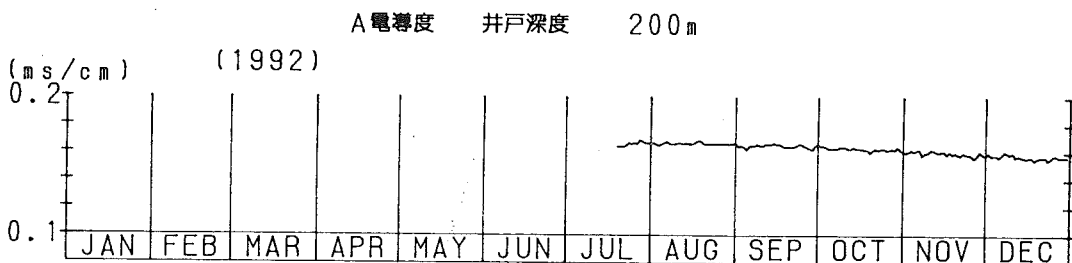 A電導度 井戸深度 200m
(ms/cm) (1992)
0.2
0.1
JAN FEB MAR APR MAY JUN JUL AUG SEP OCT NOV DEC